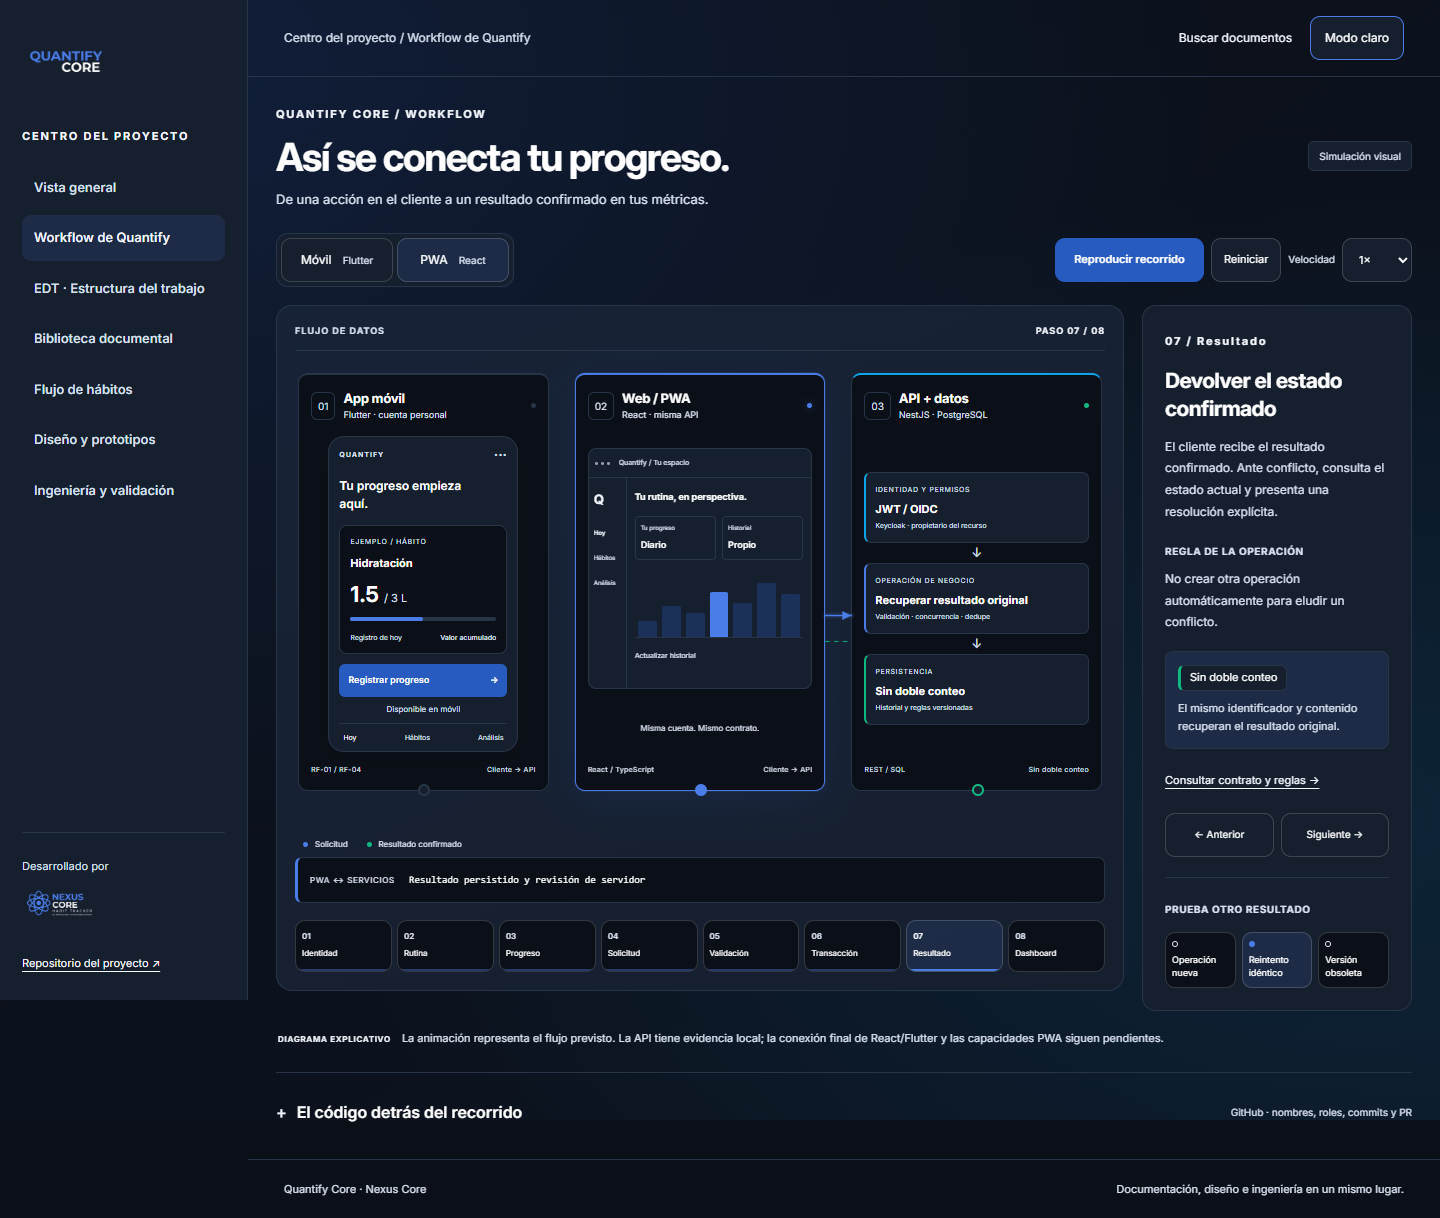 QUANTIFY
CORE
CENTRO DEL PROYECTO
Vista general
Workflow de Quantify
EDT · Estructura del trabajo
Biblioteca documental
Flujo de hábitos
Diseño y prototipos
Ingeniería y validación
Desarrollado por
NEXUS
CORE
HABIT TRACKER
Repositorio del proyecto ↗
Centro del proyecto / Workflow de Quantify
Buscar documentos
Modo claro
QUANTIFY CORE / WORKFLOW
Así se conecta tu progreso.
De una acción en el cliente a un resultado confirmado en tus métricas.
Simulación visual
Móvil Flutter
PWA React
Reproducir recorrido
Reiniciar
Velocidad
1×
FLUJO DE DATOS
PASO 07 / 08
01
App móvil
Flutter · cuenta personal
QUANTIFY
Tu progreso empieza
aquí.
EJEMPLO / HÁBITO
Hidratación
1.5 / 3 L
Registro de hoy
Valor acumulado
Registrar progreso →
Disponible en móvil
Hoy
Hábitos
Análisis
RF-01 / RF-04
Cliente → API
02
Web / PWA
React · misma API
Quantify / Tu espacio
Q
Hoy
Hábitos
Análisis
Tu rutina, en perspectiva.
Tu progreso
Diario
Historial
Propio
Actualizar historial
Misma cuenta. Mismo contrato.
React / TypeScript
Cliente → API
03
API + datos
NestJS · PostgreSQL
IDENTIDAD Y PERMISOS
JWT / OIDC
Keycloak · propietario del recurso
↓
OPERACIÓN DE NEGOCIO
Recuperar resultado original
Validación · concurrencia · dedupe
↓
PERSISTENCIA
Sin doble conteo
Historial y reglas versionadas
REST / SQL
Sin doble conteo
Solicitud
Resultado confirmado
PWA ↔ SERVICIOS
Resultado persistido y revisión de servidor
01
Identidad
02
Rutina
03
Progreso
04
Solicitud
05
Validación
06
Transacción
07
Resultado
08
Dashboard
07 / Resultado
Devolver el estado
confirmado
El cliente recibe el resultado
confirmado. Ante conflicto, consulta el
estado actual y presenta una
resolución explícita.
REGLA DE LA OPERACIÓN
No crear otra operación
automáticamente para eludir un
conflicto.
Sin doble conteo
El mismo identificador y contenido
recuperan el resultado original.
Consultar contrato y reglas →
← Anterior
Siguiente →
PRUEBA OTRO RESULTADO
Operación
nueva
Reintento
idéntico
Versión
obsoleta
DIAGRAMA EXPLICATIVO La animación representa el flujo previsto. La API tiene evidencia local; la conexión final de React/Flutter y las capacidades PWA siguen pendientes.
+ El código detrás del recorrido
GitHub · nombres, roles, commits y PR
Quantify Core · Nexus Core
Documentación, diseño e ingeniería en un mismo lugar.